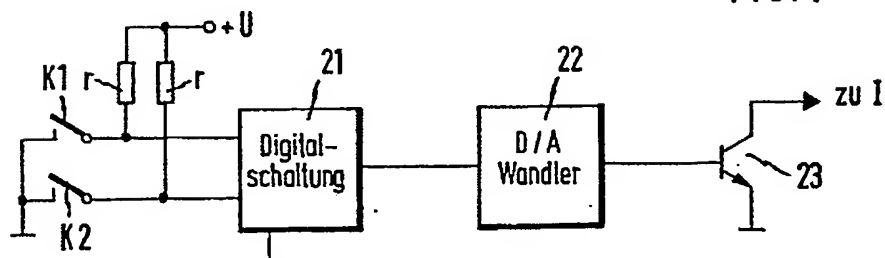 +U
K1
r
r
21
22
zu I
Digital-
schaltung
D/A
Wandler
23
K2